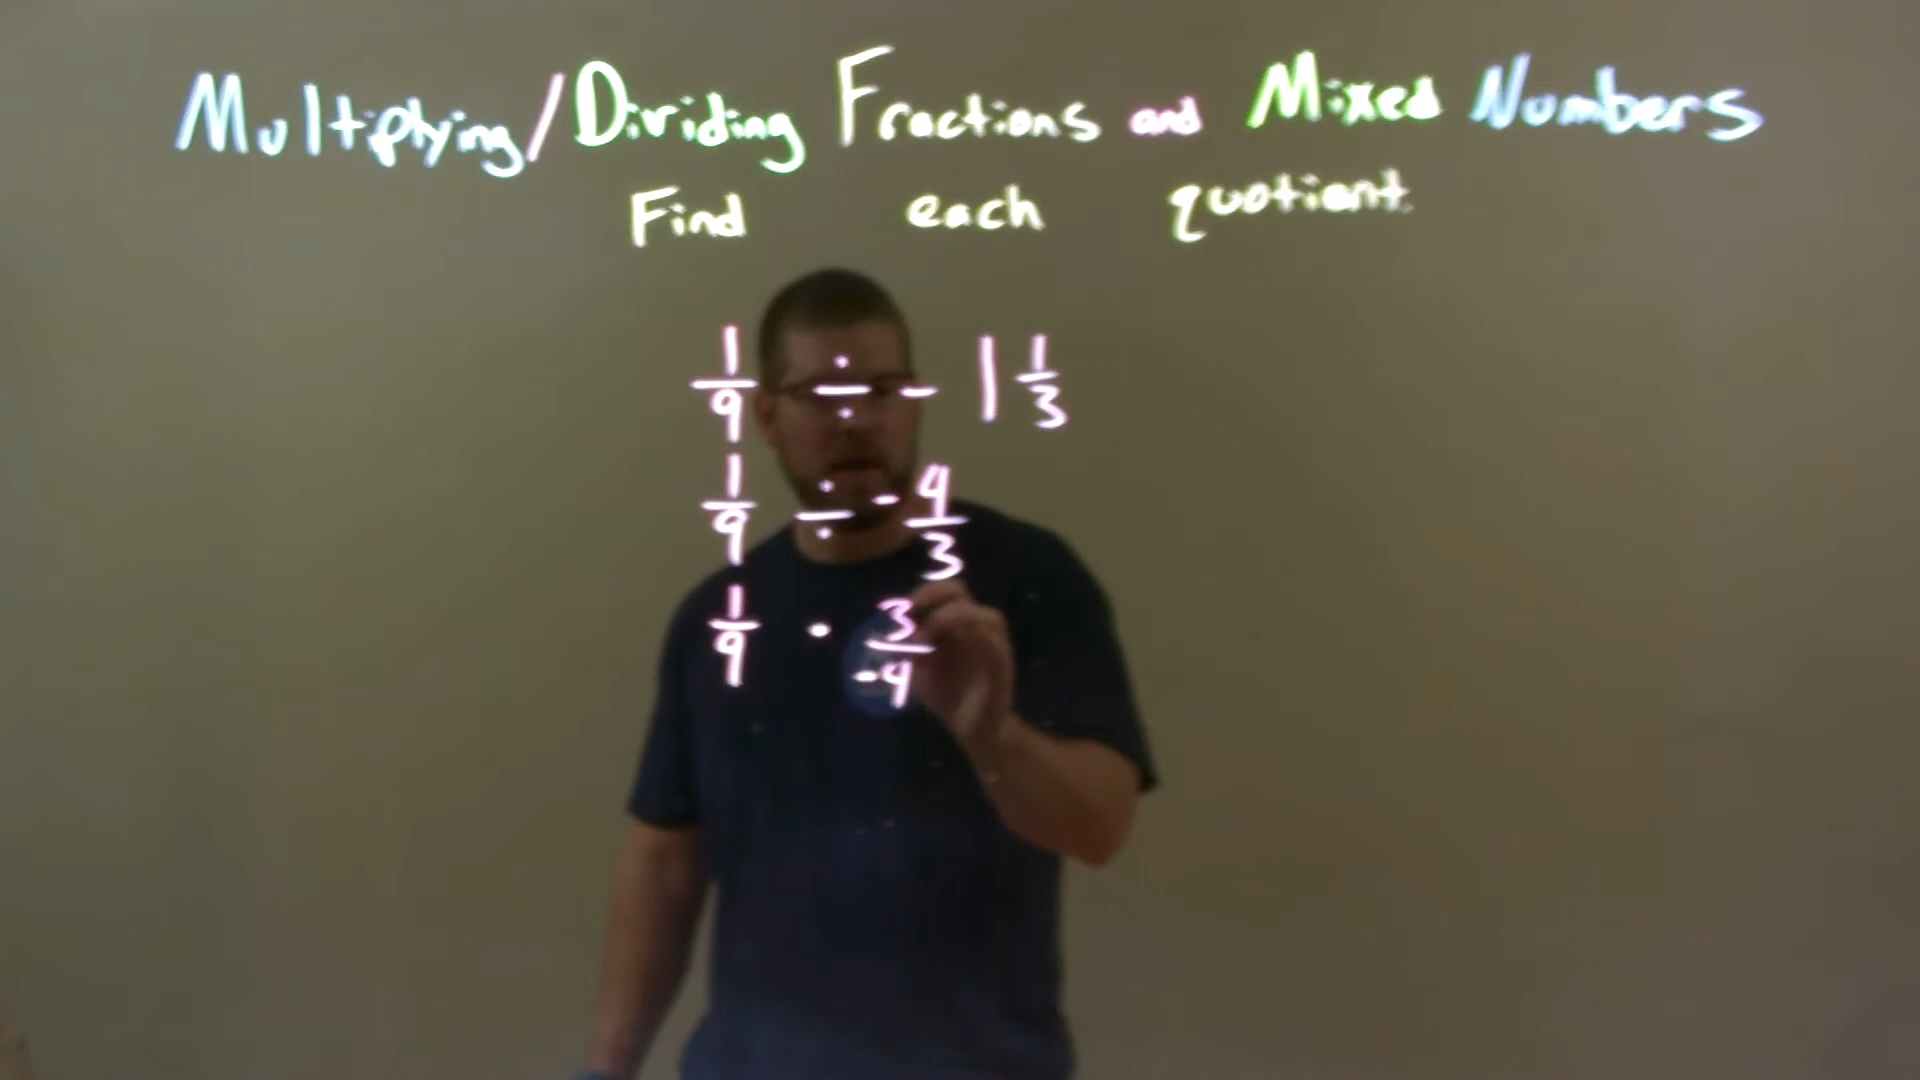 Multiplying/Dividing Fractions and Mixed Numbers
Find each quotient.
1/9 ÷ - 1 1/3
1/9 ÷ - 4/3
1/9 · 3/-4